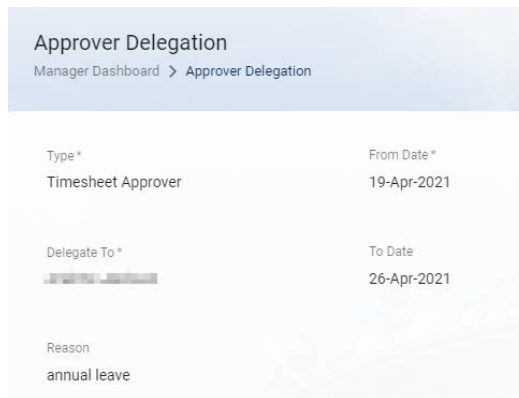 Approver Delegation
Manager Dashboard > Approver Delegation
Type * From Date *
Timesheet Approver 19-Apr-2021
Delegate To * To Date
26-Apr-2021
Reason
annual leave